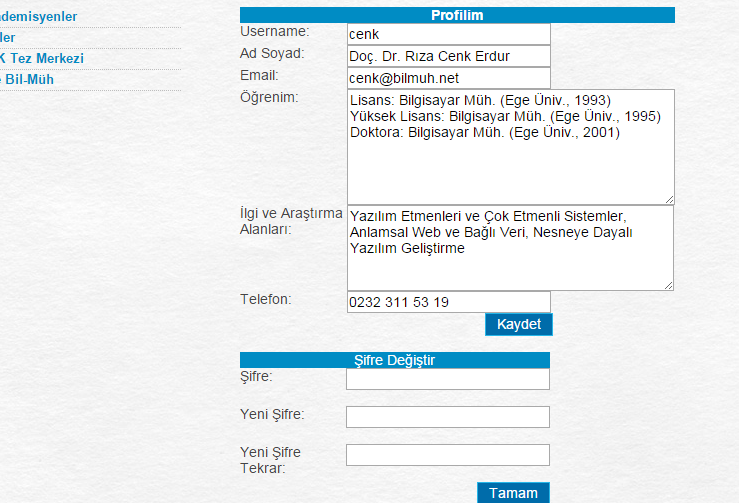 ademisyenler
ler
K Tez Merkezi
e Bil-Müh
Profilim
Username: cenk
Ad Soyad: Doç. Dr. Rıza Cenk Erdur
Email: cenk@bilmuh.net
Öğrenim:
Lisans: Bilgisayar Müh. (Ege Üniv., 1993)
Yüksek Lisans: Bilgisayar Müh. (Ege Üniv., 1995)
Doktora: Bilgisayar Müh. (Ege Üniv., 2001)
İlgi ve Araştırma
Alanları:
Yazılım Etmenleri ve Çok Etmenli Sistemler,
Anlamsal Web ve Bağlı Veri, Nesneye Dayalı
Yazılım Geliştirme
Telefon: 0232 311 53 19
Kaydet
Şifre Değiştir
Şifre:
Yeni Şifre:
Yeni Şifre
Tekrar:
Tamam